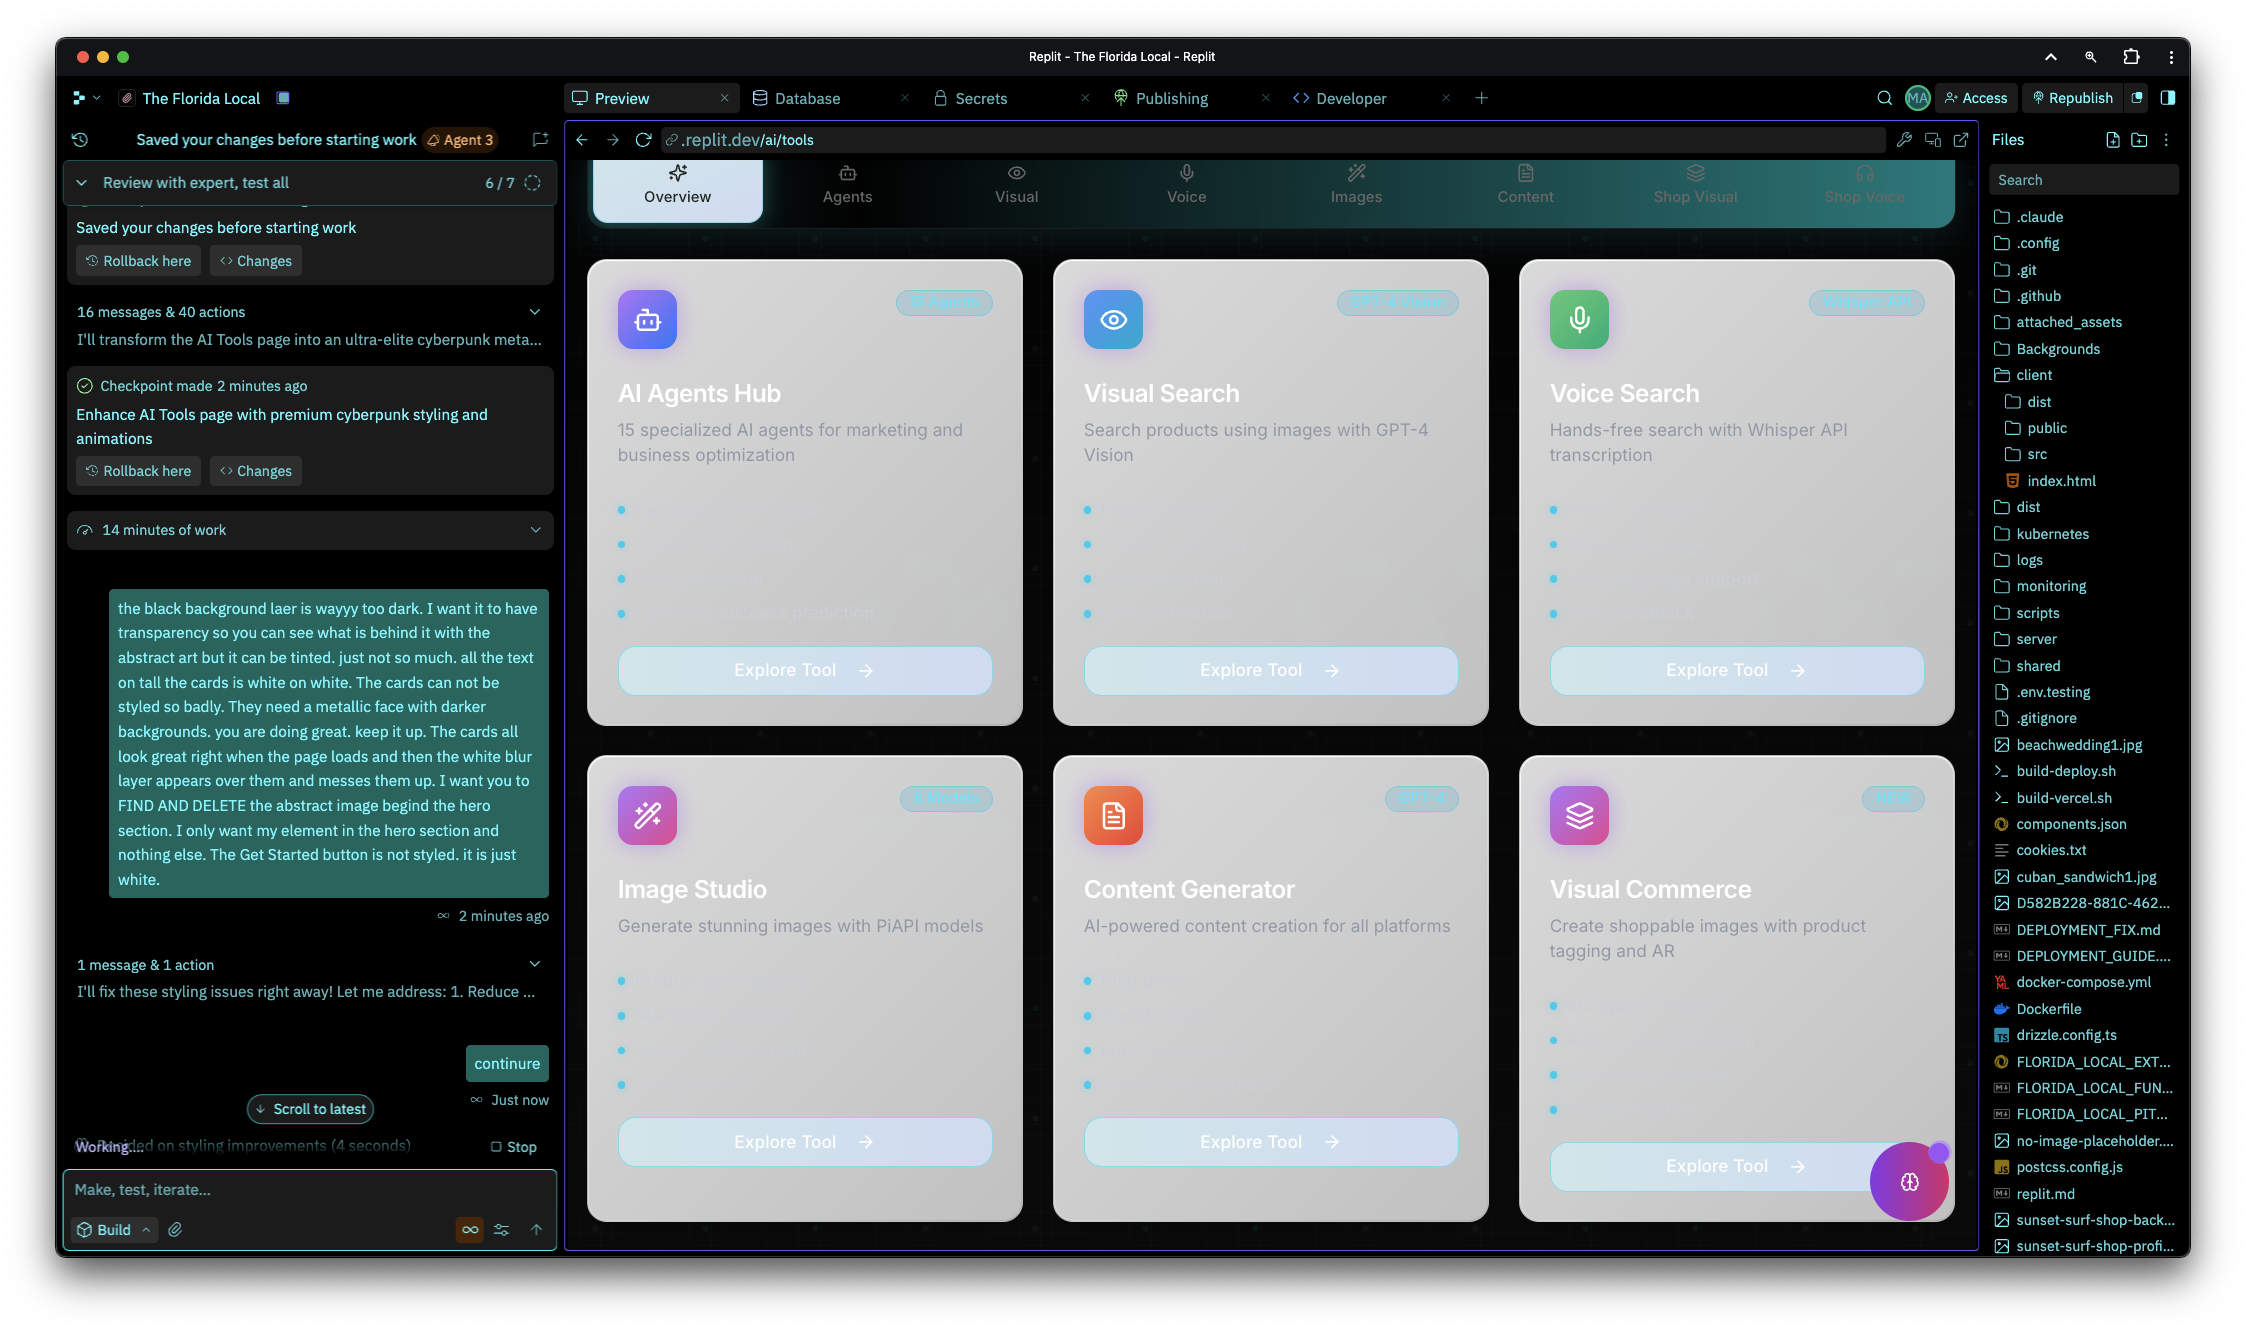 Replit - The Florida Local - Replit
The Florida Local
Preview
Database
Secrets
Publishing
Developer
MA
Access
Republish
Saved your changes before starting work
Agent 3
.replit.dev/ai/tools
Files
Review with expert, test all
6 / 7
Saved your changes before starting work
Rollback here
Changes
16 messages & 40 actions
I'll transform the AI Tools page into an ultra-elite cyberpunk meta...
Checkpoint made 2 minutes ago
Enhance AI Tools page with premium cyberpunk styling and
animations
Rollback here
Changes
14 minutes of work
the black background laer is wayyy too dark. I want it to have
transparency so you can see what is behind it with the
abstract art but it can be tinted. just not so much. all the text
on tall the cards is white on white. The cards can not be
styled so badly. They need a metallic face with darker
backgrounds. you are doing great. keep it up. The cards all
look great right when the page loads and then the white blur
layer appears over them and messes them up. I want you to
FIND AND DELETE the abstract image begind the hero
section. I only want my element in the hero section and
nothing else. The Get Started button is not styled. it is just
white.
2 minutes ago
1 message & 1 action
I'll fix these styling issues right away! Let me address: 1. Reduce ...
continure
Just now
Scroll to latest
Working....
on styling improvements (4 seconds)
Stop
Make, test, iterate...
Build
Overview
Agents
Visual
Voice
Images
Content
Shop Visual
Shop Voice
15 Agents
AI Agents Hub
15 specialized AI agents for marketing and
business optimization
success prediction
Explore Tool
GPT-4 Vision
Visual Search
Search products using images with GPT-4
Vision
Explore Tool
Whisper API
Voice Search
Hands-free search with Whisper API
transcription
support
Explore Tool
Image Studio
Generate stunning images with PiAPI models
Explore Tool
GPT-4
Content Generator
AI-powered content creation for all platforms
Explore Tool
NEW
Visual Commerce
Create shoppable images with product
tagging and AR
Explore Tool
Search
.claude
.config
.git
.github
attached_assets
Backgrounds
client
dist
public
src
index.html
dist
kubernetes
logs
monitoring
scripts
server
shared
.env.testing
.gitignore
beachwedding1.jpg
build-deploy.sh
build-vercel.sh
components.json
cookies.txt
cuban_sandwich1.jpg
D582B228-881C-462...
DEPLOYMENT_FIX.md
DEPLOYMENT_GUIDE....
docker-compose.yml
Dockerfile
drizzle.config.ts
FLORIDA_LOCAL_EXT...
FLORIDA_LOCAL_FUN...
FLORIDA_LOCAL_PIT...
no-image-placeholder....
postcss.config.js
replit.md
sunset-surf-shop-back...
sunset-surf-shop-profi...